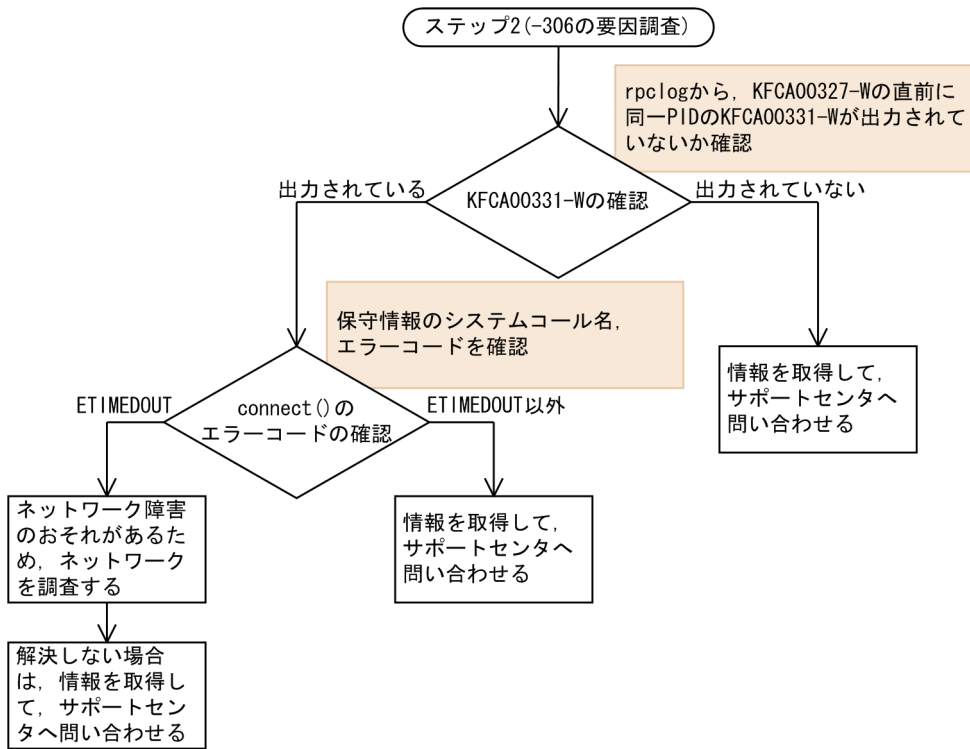 ステップ2(-306の要因調査)
rpclogから，KFCA00327-Wの直前に
同一PIDのKFCA00331-Wが出力されて
いないか確認
出力されている
KFCA00331-Wの確認
出力されていない
保守情報のシステムコール名，
エラーコードを確認
情報を取得して，
サポートセンタへ
問い合わせる
ETIMEDOUT
connect()の
エラーコードの確認
ETIMEDOUT以外
ネットワーク障害
のおそれがあるた
め，ネットワーク
を調査する
情報を取得して，
サポートセンタへ
問い合わせる
解決しない場合
は，情報を取得し
て，サポートセン
タへ問い合わせる